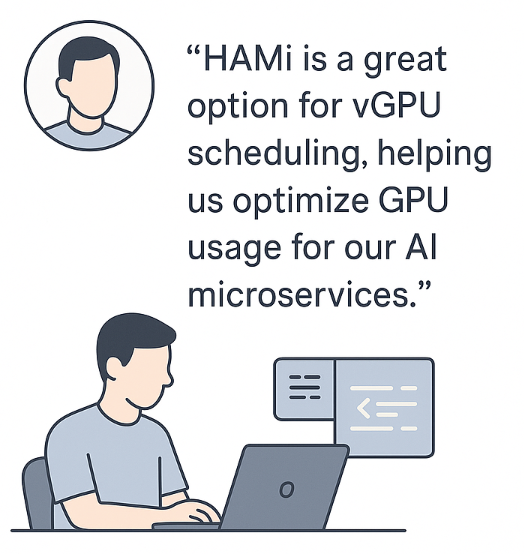 “HAMi is a great
option for vGPU
scheduling, helping
us optimize GPU
usage for our AI
microservices.”